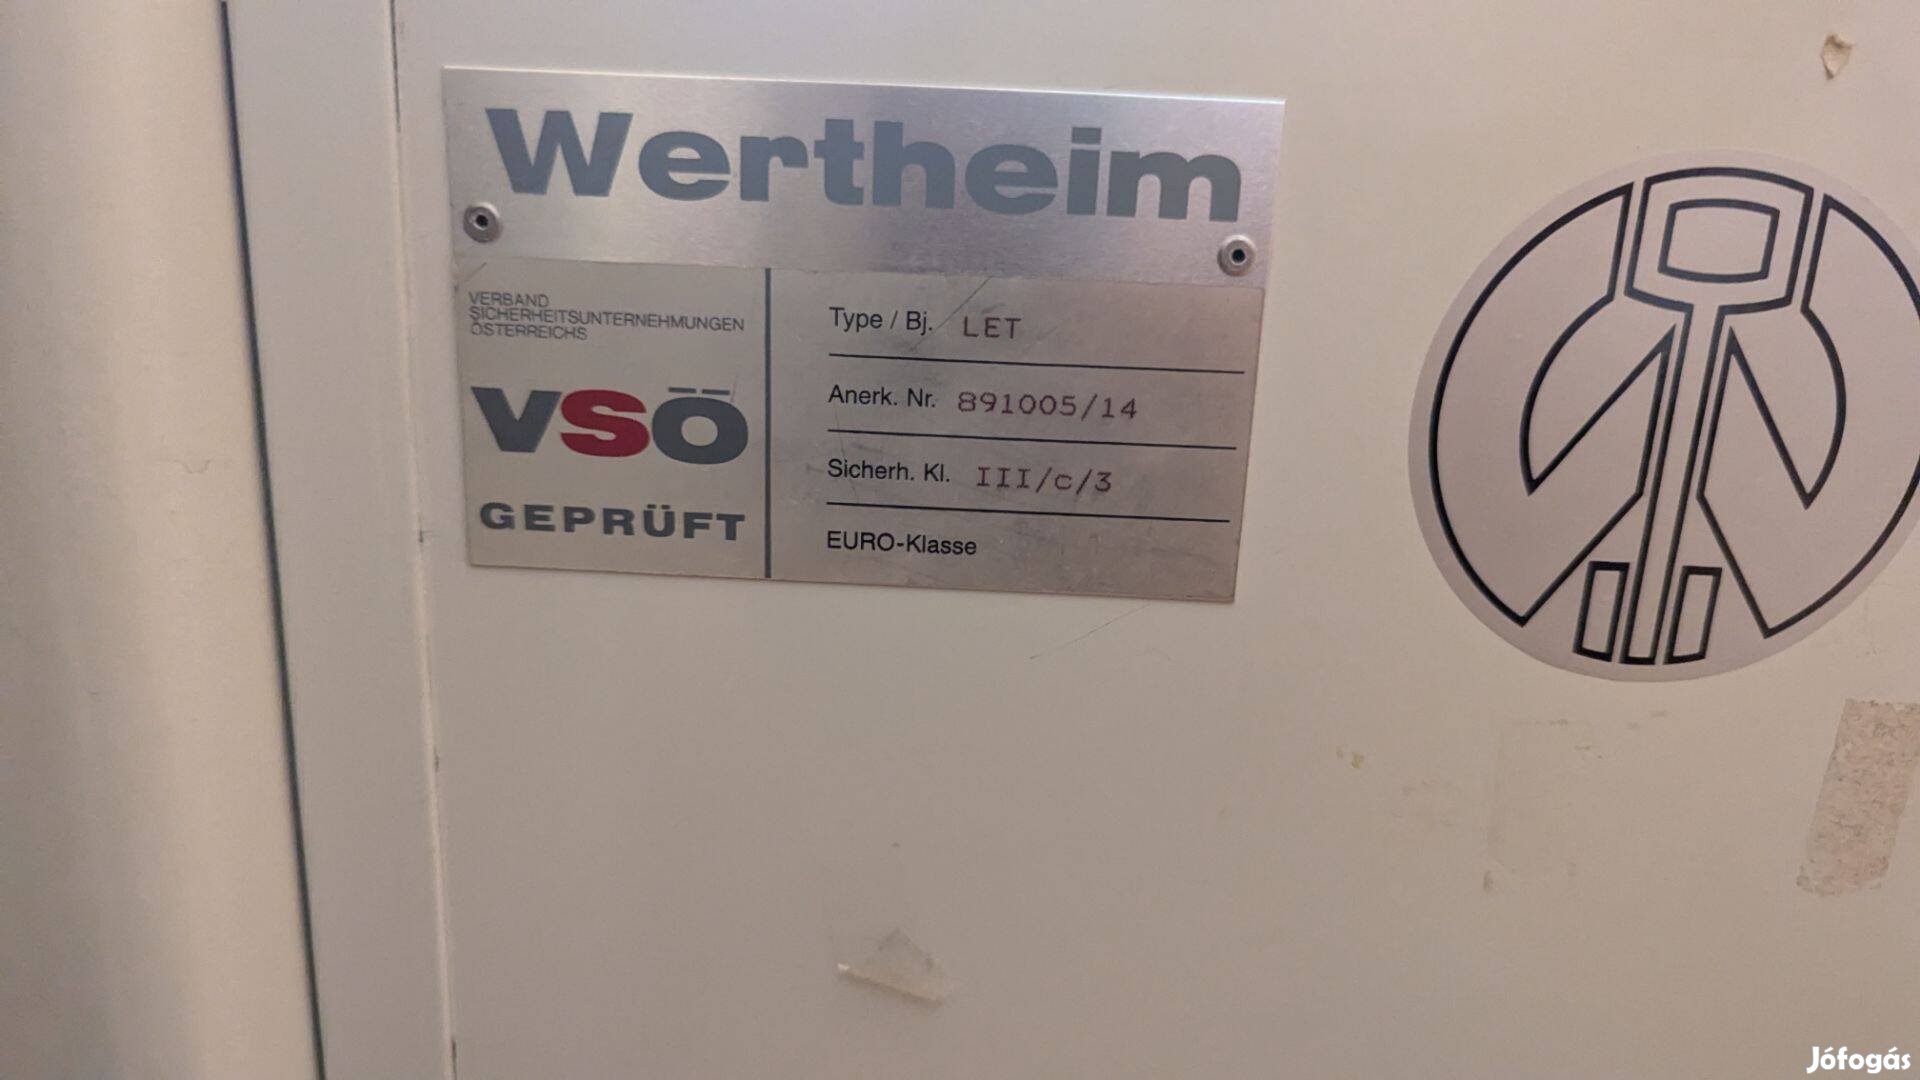 Wertheim
VERBAND
SICHERHEITSUNTERNEHMUNGEN
ÖSTERREICHS
VSÖ
GEPRÜFT
Type / Bj. LET
Anerk. Nr. 891005/14
Sicherh. Kl. III/c/3
EURO-Klasse
Jófogás